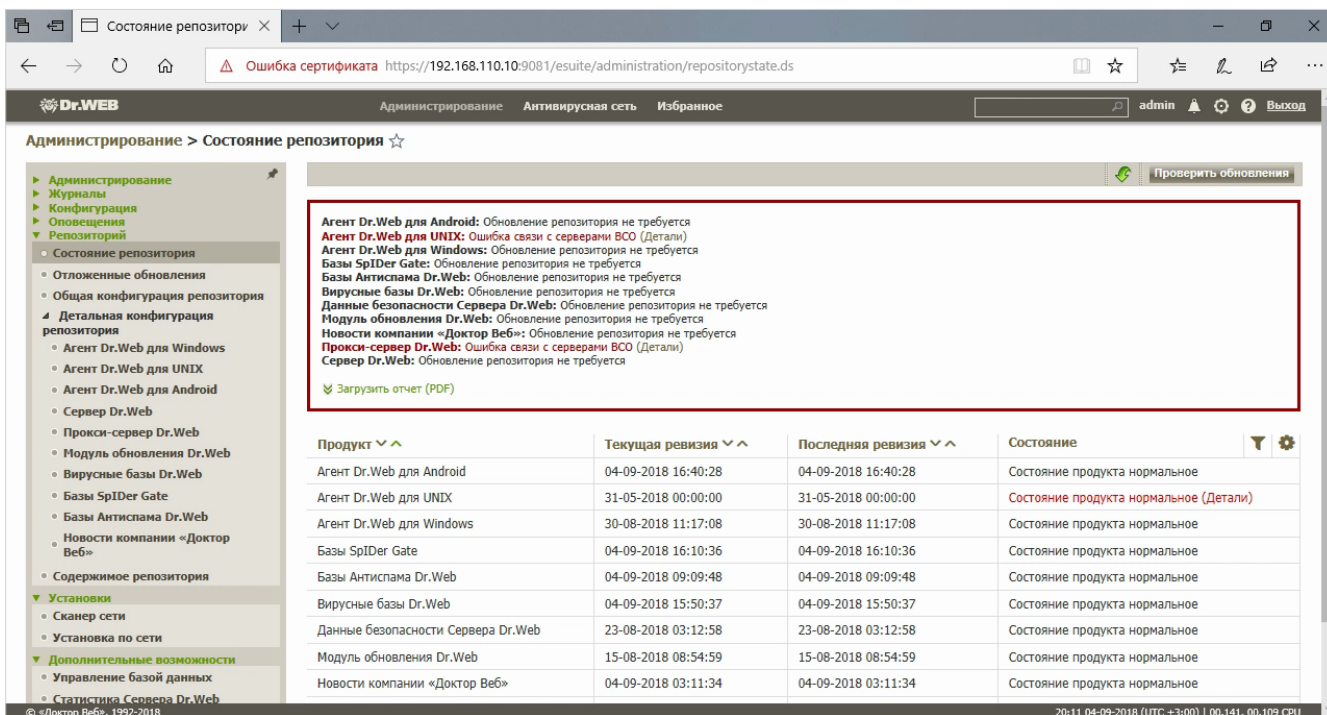 Состояние репозитори
Ошибка сертификата https://192.168.110.10:9081/esuite/administration/repositorystate.ds
Dr.WEB
Администрирование Антивирусная сеть Избранное
admin
Выход
Администрирование > Состояние репозитория
Администрирование
Журналы
Конфигурация
Оповещения
Репозиторий
Состояние репозитория
Отложенные обновления
Общая конфигурация репозитория
Детальная конфигурация
репозитория
Агент Dr.Web для Windows
Агент Dr.Web для UNIX
Агент Dr.Web для Android
Сервер Dr.Web
Прокси-сервер Dr.Web
Модуль обновления Dr.Web
Вирусные базы Dr.Web
Базы SpIDer Gate
Базы Антиспама Dr.Web
Новости компании «Доктор
Веб»
Содержимое репозитория
Установки
Сканер сети
Установка по сети
Дополнительные возможности
Управление базой данных
Статистика Сервера Dr.Web
Проверить обновления
Агент Dr.Web для Android: Обновление репозитория не требуется
Агент Dr.Web для UNIX: Ошибка связи с серверами ВСО (Детали)
Агент Dr.Web для Windows: Обновление репозитория не требуется
Базы SpIDer Gate: Обновление репозитория не требуется
Базы Антиспама Dr.Web: Обновление репозитория не требуется
Вирусные базы Dr.Web: Обновление репозитория не требуется
Данные безопасности Сервера Dr.Web: Обновление репозитория не требуется
Модуль обновления Dr.Web: Обновление репозитория не требуется
Новости компании «Доктор Веб»: Обновление репозитория не требуется
Прокси-сервер Dr.Web: Ошибка связи с серверами ВСО (Детали)
Сервер Dr.Web: Обновление репозитория не требуется
Загрузить отчет (PDF)
Продукт Текущая ревизия Последняя ревизия Состояние
Агент Dr.Web для Android 04-09-2018 16:40:28 04-09-2018 16:40:28 Состояние продукта нормальное
Агент Dr.Web для UNIX 31-05-2018 00:00:00 31-05-2018 00:00:00 Состояние продукта нормальное (Детали)
Агент Dr.Web для Windows 30-08-2018 11:17:08 30-08-2018 11:17:08 Состояние продукта нормальное
Базы SpIDer Gate 04-09-2018 16:10:36 04-09-2018 16:10:36 Состояние продукта нормальное
Базы Антиспама Dr.Web 04-09-2018 09:09:48 04-09-2018 09:09:48 Состояние продукта нормальное
Вирусные базы Dr.Web 04-09-2018 15:50:37 04-09-2018 15:50:37 Состояние продукта нормальное
Данные безопасности Сервера Dr.Web 23-08-2018 03:12:58 23-08-2018 03:12:58 Состояние продукта нормальное
Модуль обновления Dr.Web 15-08-2018 08:54:59 15-08-2018 08:54:59 Состояние продукта нормальное
Новости компании «Доктор Веб» 04-09-2018 03:11:34 04-09-2018 03:11:34 Состояние продукта нормальное
© «Доктор Веб», 1992-2018
20:11 04-09-2018 (UTC +3:00) | 00.141, 00.109 CPU